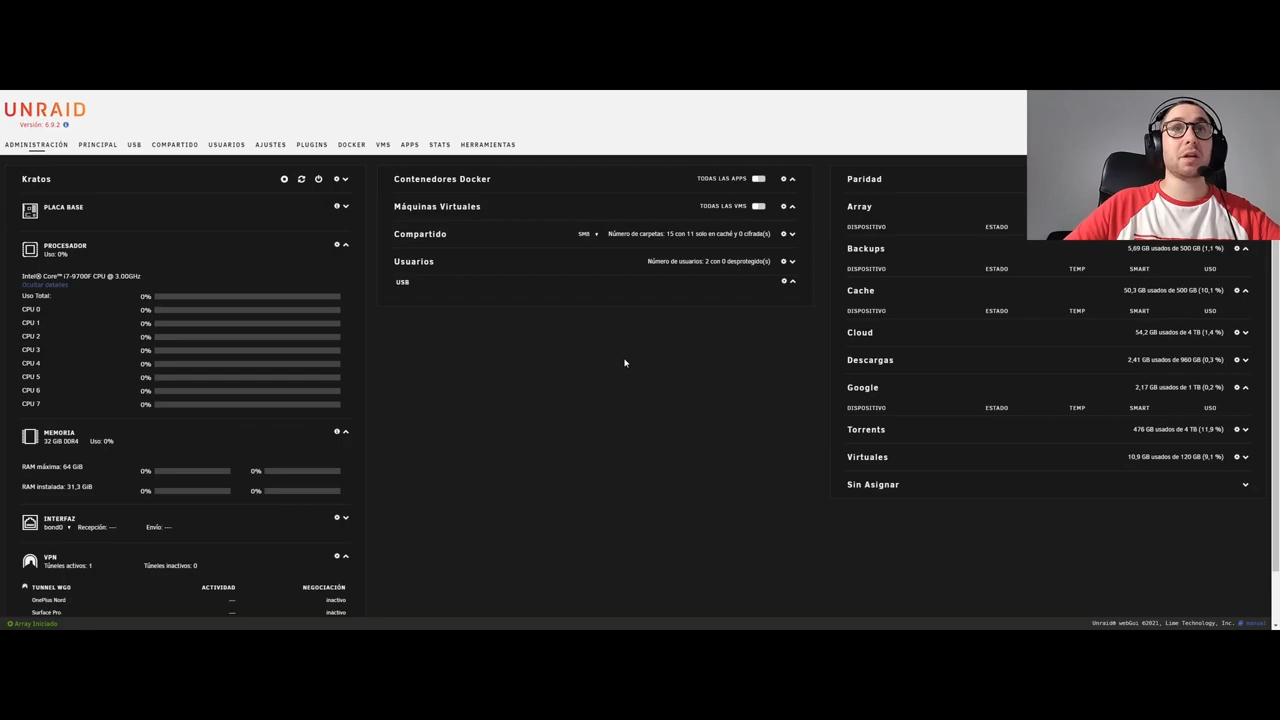 UNRAID
Versión: 6.9.2
ADMINISTRACIÓN PRINCIPAL USB COMPARTIDO USUARIOS AJUSTES PLUGINS DOCKER VMS APPS STATS HERRAMIENTAS
Kratos
PLACA BASE
PROCESADOR
Uso: 0%
Intel® Core™ i7-9700F CPU @ 3.00GHz
Ocultar detalles
Uso Total: 0%
CPU 0 0%
CPU 1 0%
CPU 2 0%
CPU 3 0%
CPU 4 0%
CPU 5 0%
CPU 6 0%
CPU 7 0%
MEMORIA
32 GiB DDR4 Uso: 0%
RAM máxima: 64 GiB 0% 0%
RAM instalada: 31,3 GiB 0% 0%
INTERFAZ
bond0 Recepción: --- Envío: ---
VPN
Túneles activos: 1 Túneles inactivos: 0
TUNNEL WG0 ACTIVIDAD NEGOCIACIÓN
OnePlus Nord --- inactivo
Surface Pro --- inactivo
Contenedores Docker TODAS LAS APPS
Máquinas Virtuales TODAS LAS VMS
Compartido SMB Número de carpetas: 15 con 11 solo en caché y 0 cifrada(s)
Usuarios Número de usuarios: 2 con 0 desprotegido(s)
USB
Paridad
Array
DISPOSITIVO ESTADO
Backups 5,69 GB usados de 500 GB (1,1 %)
DISPOSITIVO ESTADO TEMP SMART USO
Cache 50,3 GB usados de 500 GB (10,1 %)
DISPOSITIVO ESTADO TEMP SMART USO
Cloud 54,2 GB usados de 4 TB (1,4 %)
Descargas 2,41 GB usados de 960 GB (0,3 %)
Google 2,17 GB usados de 1 TB (0,2 %)
DISPOSITIVO ESTADO TEMP SMART USO
Torrents 476 GB usados de 4 TB (11,9 %)
Virtuales 10,9 GB usados de 120 GB (9,1 %)
Sin Asignar
Array Iniciado
Unraid® webGui ©2021, Lime Technology, Inc. manual